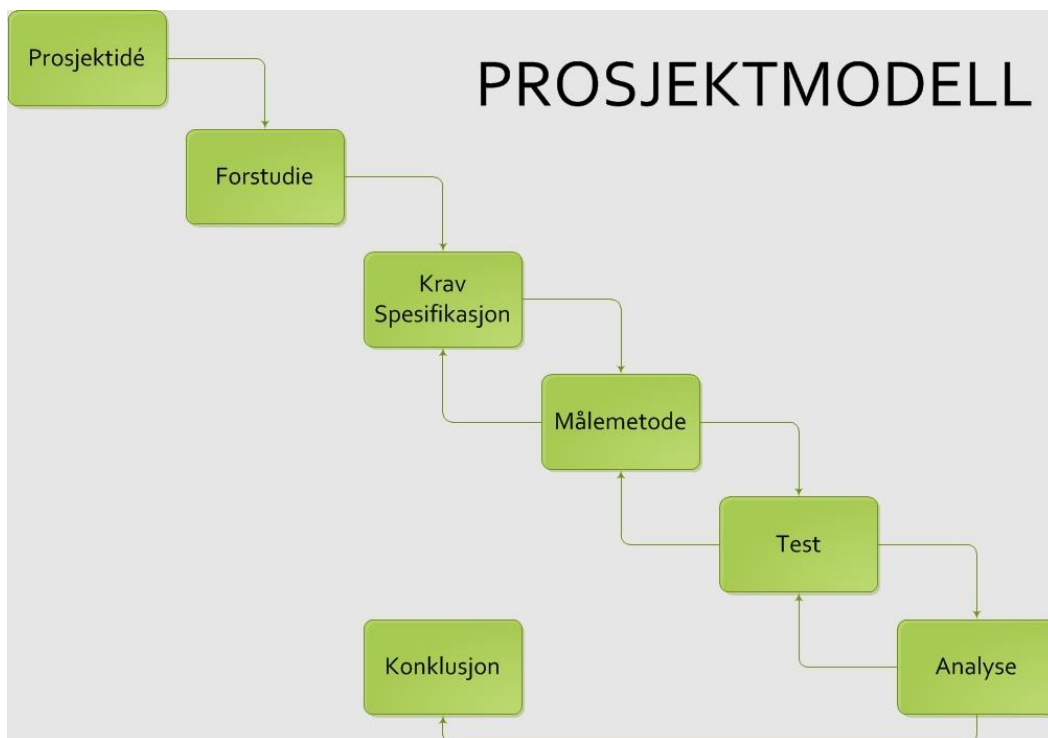 Prosjektidé
PROSJEKTMODELL
Forstudie
Krav
Spesifikasjon
Målemetode
Test
Konklusjon
Analyse